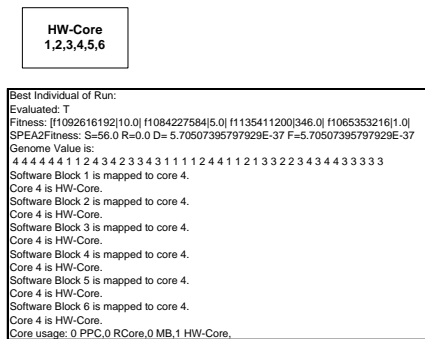 HW-Core
1,2,3,4,5,6
Best Individual of Run:
Evaluated: T
Fitness: [f1092616192|10.0| f1084227584|5.0| f1135411200|346.0| f1065353216|1.0|
SPEA2Fitness: S=56.0 R=0.0 D= 5.70507395797929E-37 F=5.70507395797929E-37
Genome Value is:
4 4 4 4 4 4 1 1 2 4 3 4 2 3 3 4 3 1 1 1 1 2 4 4 1 1 2 1 3 3 2 2 3 4 3 4 4 3 3 3 3 3
Software Block 1 is mapped to core 4.
Core 4 is HW-Core.
Software Block 2 is mapped to core 4.
Core 4 is HW-Core.
Software Block 3 is mapped to core 4.
Core 4 is HW-Core.
Software Block 4 is mapped to core 4.
Core 4 is HW-Core.
Software Block 5 is mapped to core 4.
Core 4 is HW-Core.
Software Block 6 is mapped to core 4.
Core 4 is HW-Core.
Core usage: 0 PPC,0 RCore,0 MB,1 HW-Core,